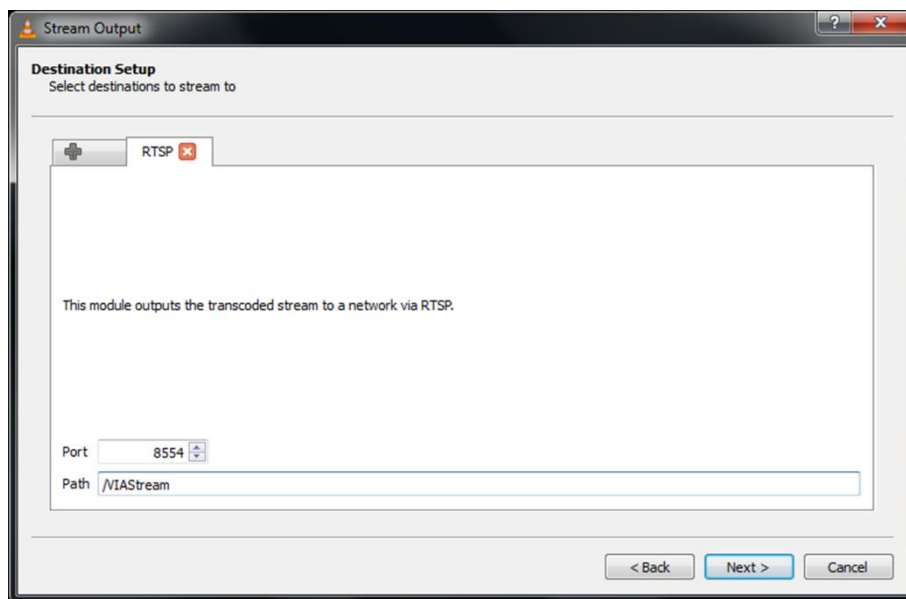 Stream Output
Destination Setup
Select destinations to stream to
RTSP
This module outputs the transcoded stream to a network via RTSP.
Port 8554
Path /VIAStream
< Back Next > Cancel